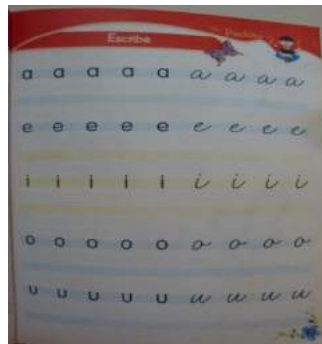 Escribe
a a a a a a a a a
e e e e e e e e e
i i i i i i i i i
o o o o o o o o o
u u u u u u u u u